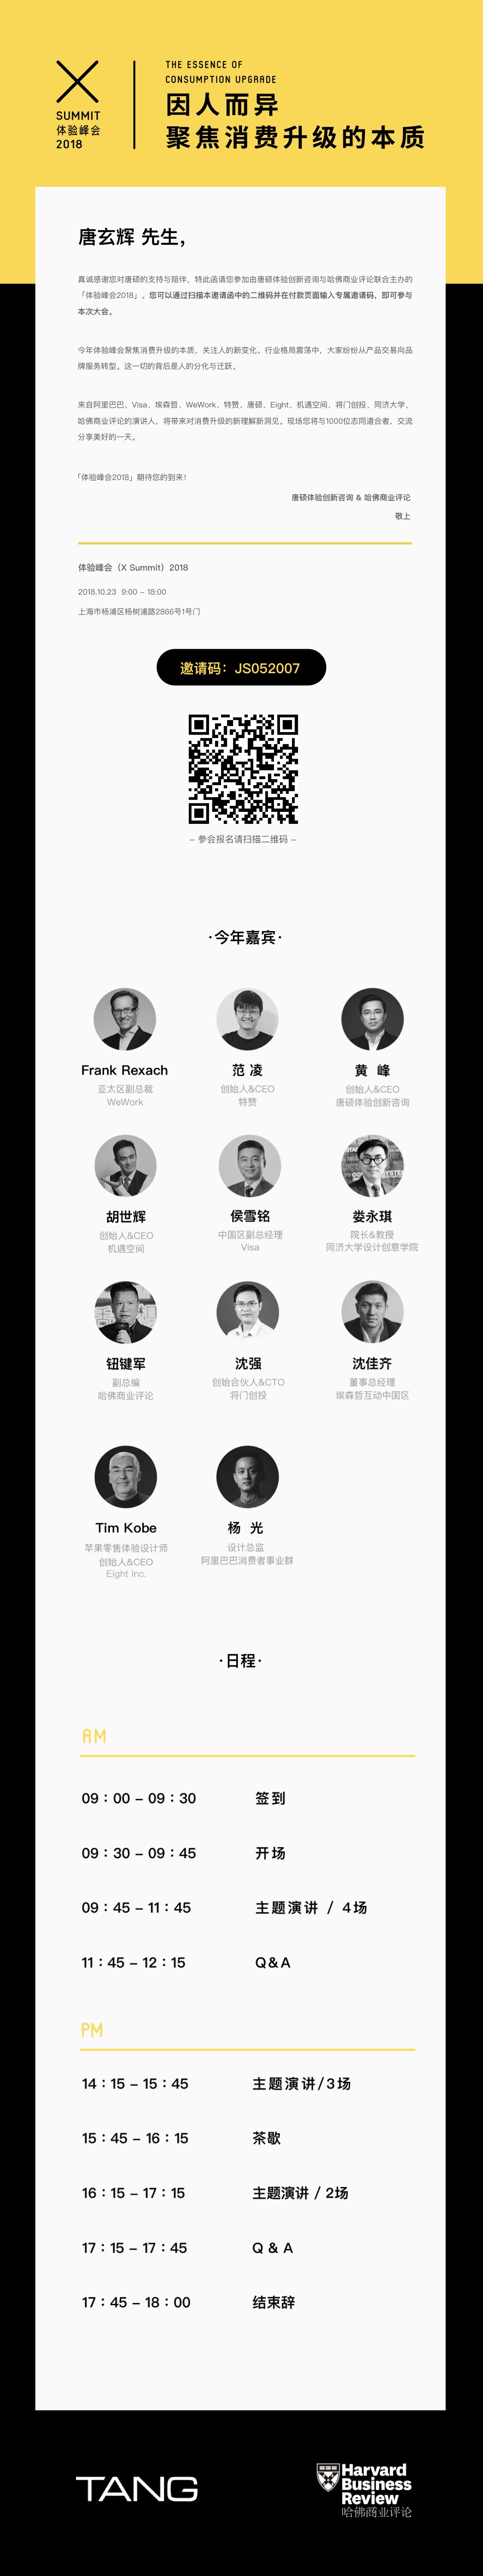 THE ESSENCE OF
CONSUMPTION UPGRADE
因人而异
聚焦消费升级的本质
SUMMIT
体验峰会
2018
唐玄辉 先生,
真诚感谢您对唐硕的支持与陪伴，特此函请您参加由唐硕体验创新咨询与哈佛商业评论联合主办的
「体验峰会2018」。您可以通过扫描本邀请函中的二维码并在付款页面输入专属邀请码，即可参与
本次大会。
今年体验峰会聚焦消费升级的本质，关注人的新变化。行业格局震荡中，大家纷纷从产品交易向品
牌服务转型。这一切的背后是人的分化与迁跃。
来自阿里巴巴、Visa、埃森哲、WeWork、特赞、唐硕、Eight、机遇空间、将门创投、同济大学、
哈佛商业评论的演讲人，将带来对消费升级的新理解新洞见。现场您将与1000位志同道合者，交流
分享美好的一天。
「体验峰会2018」期待您的到来！
唐硕体验创新咨询 & 哈佛商业评论
敬上
体验峰会（X Summit）2018
2018.10.23 9:00 – 18:00
上海市杨浦区杨树浦路2866号1号门
邀请码：JS052007
– 参会报名请扫描二维码 –
·今年嘉宾·
Frank Rexach
亚太区副总裁
WeWork
范 凌
创始人&CEO
特赞
黄 峰
创始人&CEO
唐硕体验创新咨询
胡世辉
创始人&CEO
机遇空间
侯雪铭
中国区副总经理
Visa
娄永琪
院长&教授
同济大学设计创意学院
钮键军
副总编
哈佛商业评论
沈强
创始合伙人&CTO
将门创投
沈佳齐
董事总经理
埃森哲互动中国区
Tim Kobe
苹果零售体验设计师
创始人&CEO
Eight Inc.
杨 光
设计总监
阿里巴巴消费者事业群
·日程·
AM
09：00 – 09：30 签到
09：30 – 09：45 开场
09：45 – 11：45 主题演讲 / 4场
11：45 – 12：15 Q&A
PM
14：15 – 15：45 主题演讲/3场
15：45 – 16：15 茶歇
16：15 – 17：15 主题演讲 / 2场
17：15 – 17：45 Q & A
17：45 – 18：00 结束辞
TANG
Harvard
Business
Review
哈佛商业评论